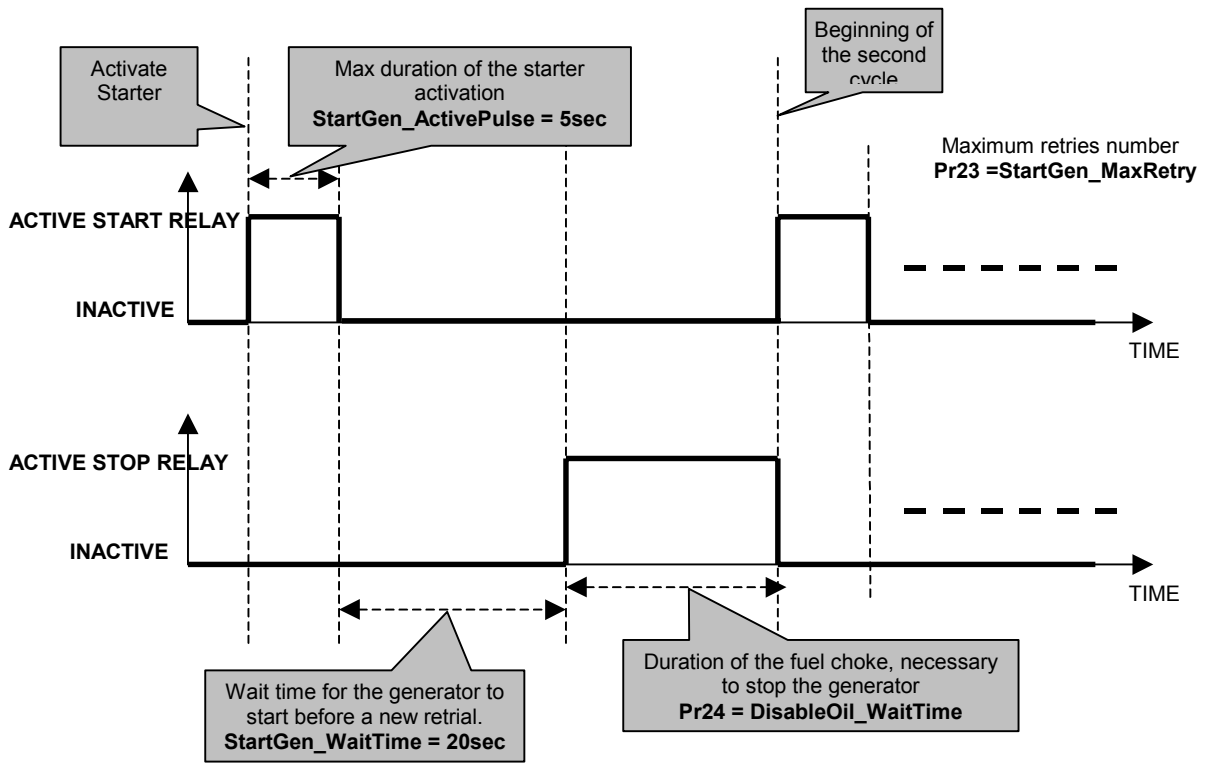 Activate
Starter
Max duration of the starter
activation
StartGen_ActivePulse = 5sec
Beginning of
the second
cycle
Maximum retries number
Pr23 =StartGen_MaxRetry
ACTIVE START RELAY
INACTIVE
TIME
ACTIVE STOP RELAY
INACTIVE
TIME
Wait time for the generator to
start before a new retrial.
StartGen_WaitTime = 20sec
Duration of the fuel choke, necessary
to stop the generator
Pr24 = DisableOil_WaitTime